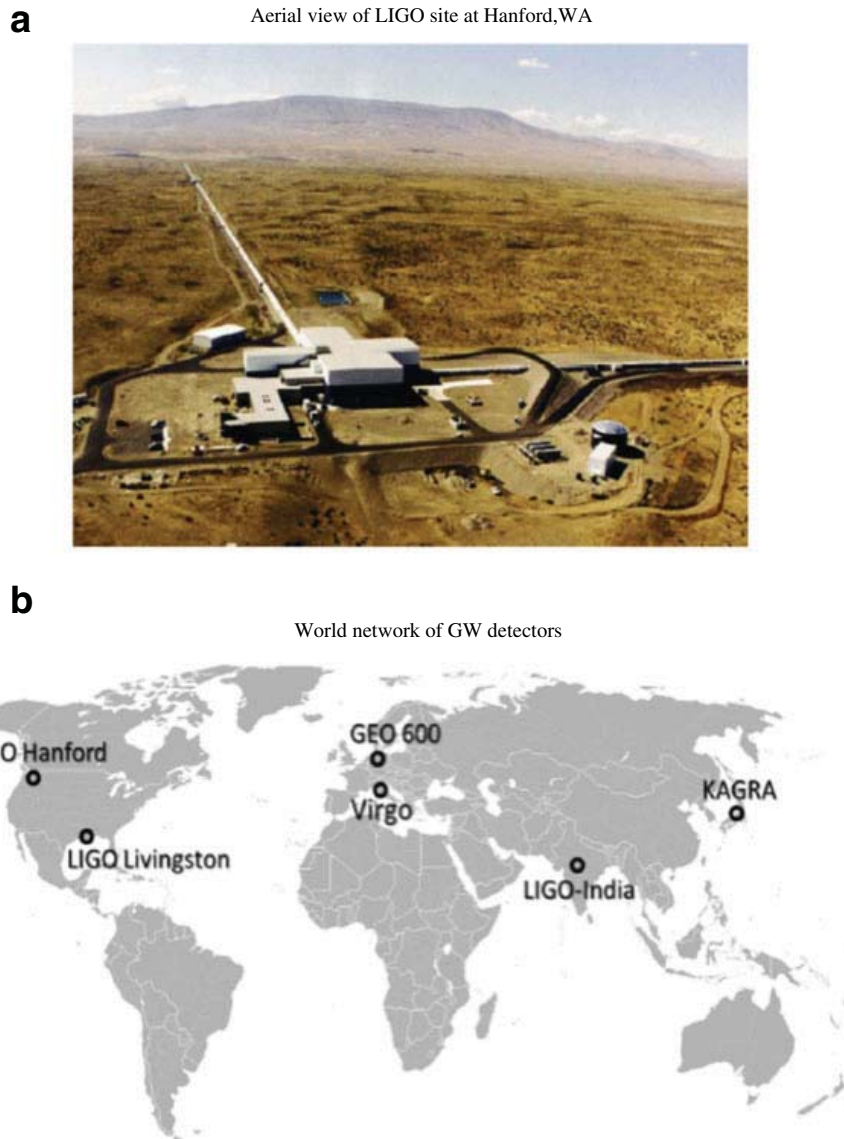 a
Aerial view of LIGO site at Hanford,WA
b
World network of GW detectors
GEO 600
O Hanford
Virgo
KAGRA
LIGO Livingston
LIGO-India